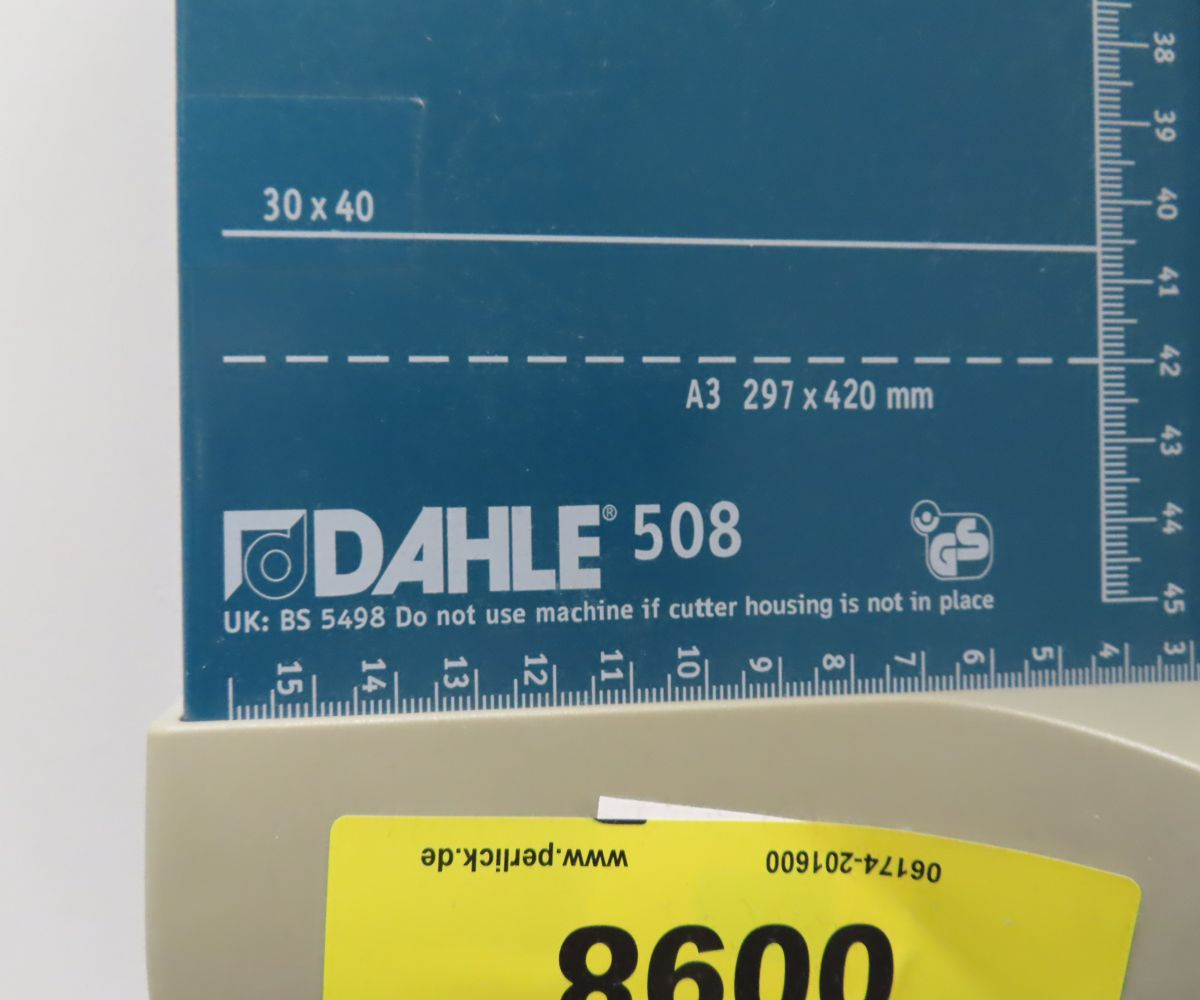 38
39
40
30 x 40
41
42
A3 297 x 420 mm
43
44
DAHLE® 508
GS
45
UK: BS 5498 Do not use machine if cutter housing is not in place
15 14 13 12 11 10 9 8 7 6 5 4 3
0098
06174-201600 www.perlick.de